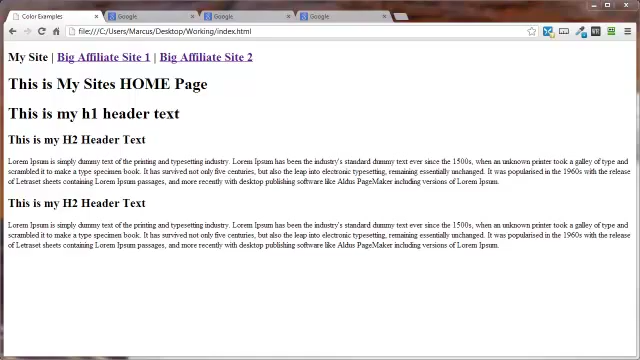 Color Examples
Google
Google
Google
file:///C:/Users/Marcus/Desktop/Working/index.html
My Site | Big Affiliate Site 1 | Big Affiliate Site 2
This is My Sites HOME Page
This is my h1 header text
This is my H2 Header Text
Lorem Ipsum is simply dummy text of the printing and typesetting industry. Lorem Ipsum has been the industry's standard dummy text ever since the 1500s, when an unknown printer took a galley of type and
scrambled it to make a type specimen book. It has survived not only five centuries, but also the leap into electronic typesetting, remaining essentially unchanged. It was popularised in the 1960s with the release
of Letraset sheets containing Lorem Ipsum passages, and more recently with desktop publishing software like Aldus PageMaker including versions of Lorem Ipsum.
This is my H2 Header Text
Lorem Ipsum is simply dummy text of the printing and typesetting industry. Lorem Ipsum has been the industry's standard dummy text ever since the 1500s, when an unknown printer took a galley of type and
scrambled it to make a type specimen book. It has survived not only five centuries, but also the leap into electronic typesetting, remaining essentially unchanged. It was popularised in the 1960s with the release
of Letraset sheets containing Lorem Ipsum passages, and more recently with desktop publishing software like Aldus PageMaker including versions of Lorem Ipsum.